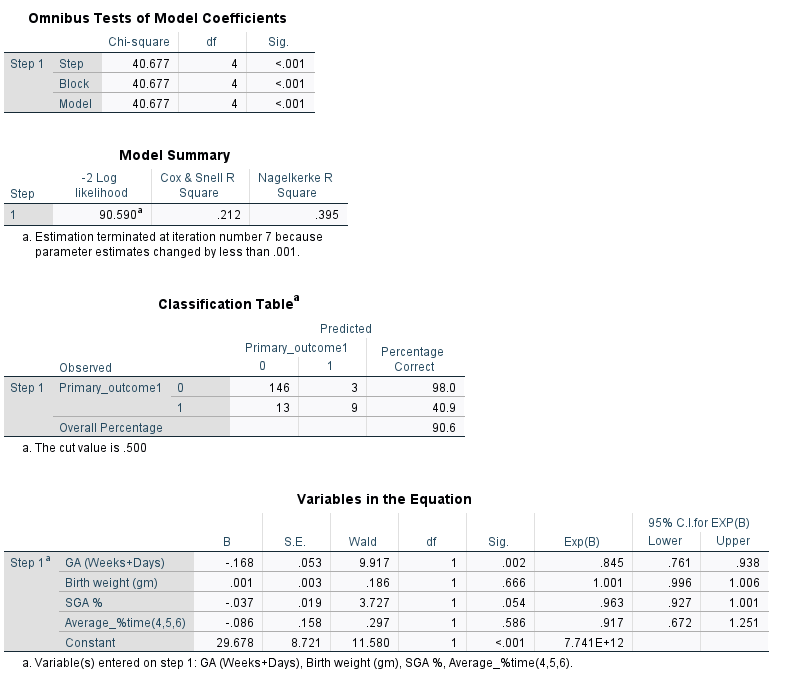 Omnibus Tests of Model Coefficients
Chi-square df Sig.
Step 1 Step 40.677 4 <.001
Block 40.677 4 <.001
Model 40.677 4 <.001
Model Summary
Step -2 Log likelihood Cox & Snell R Square Nagelkerke R Square
1 90.590a .212 .395
a. Estimation terminated at iteration number 7 because
parameter estimates changed by less than .001.
Classification Tablea
Predicted
Primary_outcome1 Percentage Correct
Observed 0 1
Step 1 Primary_outcome1 0 146 3 98.0
1 13 9 40.9
Overall Percentage 90.6
a. The cut value is .500
Variables in the Equation
95% C.I.for EXP(B)
B S.E. Wald df Sig. Exp(B) Lower Upper
Step 1a GA (Weeks+Days) -.168 .053 9.917 1 .002 .845 .761 .938
Birth weight (gm) .001 .003 .186 1 .666 1.001 .996 1.006
SGA % -.037 .019 3.727 1 .054 .963 .927 1.001
Average_%time(4,5,6) -.086 .158 .297 1 .586 .917 .672 1.251
Constant 29.678 8.721 11.580 1 <.001 7.741E+12
a. Variable(s) entered on step 1: GA (Weeks+Days), Birth weight (gm), SGA %, Average_%time(4,5,6).